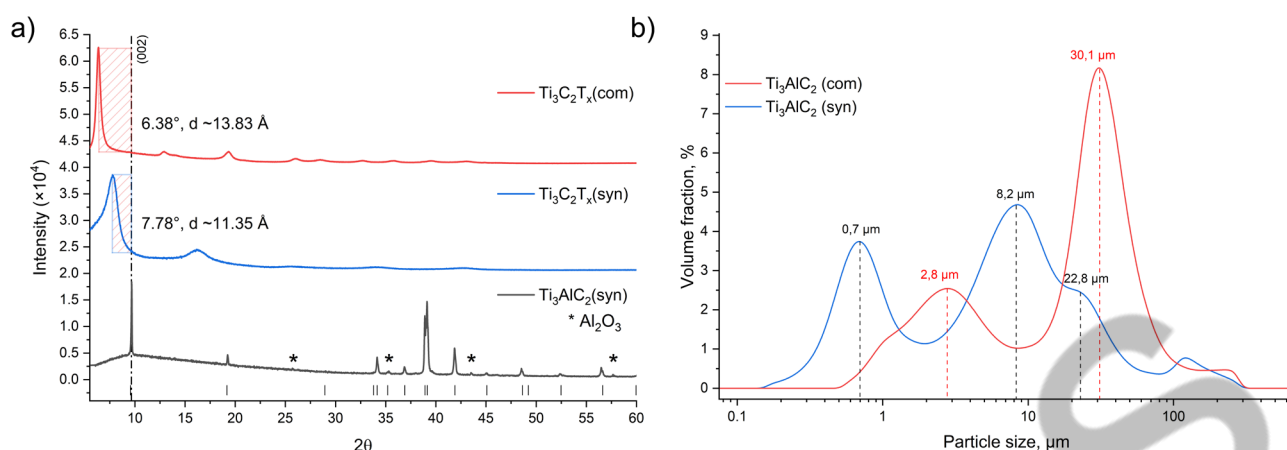 a)
6.5
6.0
5.5
5.0
4.5
4.0
3.5
3.0
2.5
2.0
1.5
1.0
0.5
0.0
Intensity (×10⁴)
(002)
Ti₃C₂Tₓ(com)
6.38°, d ~13.83 Å
Ti₃C₂Tₓ(syn)
7.78°, d ~11.35 Å
Ti₃AlC₂(syn)
* Al₂O₃
* * * *
10 15 20 25 30 35 40 45 50 55 60
2θ
b)
9
8
7
6
5
4
3
2
1
0
Volume fraction, %
Ti₃AlC₂ (com)
Ti₃AlC₂ (syn)
30,1 µm
8,2 µm
0,7 µm
2,8 µm
22,8 µm
0.1 1 10 100
Particle size, µm
S